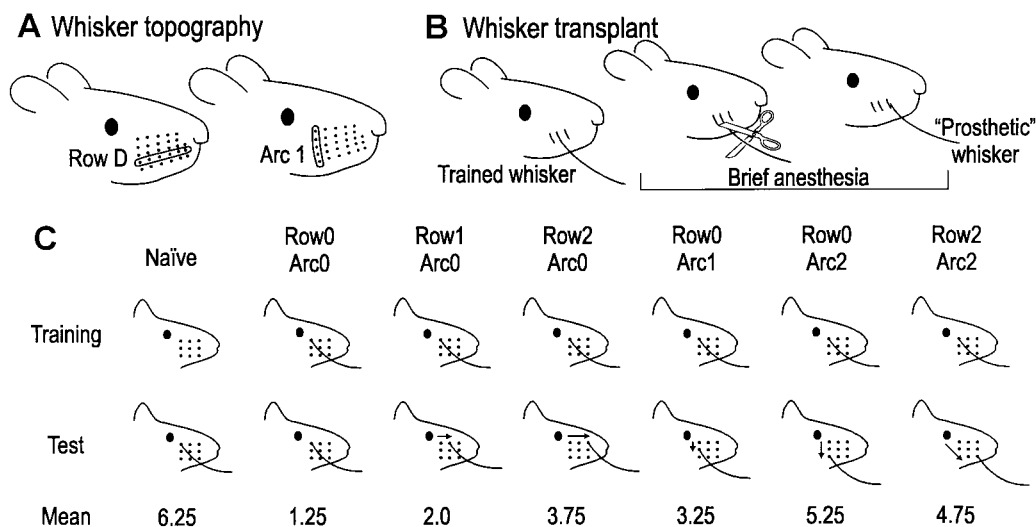 A Whisker topography
Row D
Arc 1
B Whisker transplant
Trained whisker
Brief anesthesia
“Prosthetic”
whisker
C
Naïve
Row0
Arc0
Row1
Arc0
Row2
Arc0
Row0
Arc1
Row0
Arc2
Row2
Arc2
Training
Test
Mean 6.25 1.25 2.0 3.75 3.25 5.25 4.75